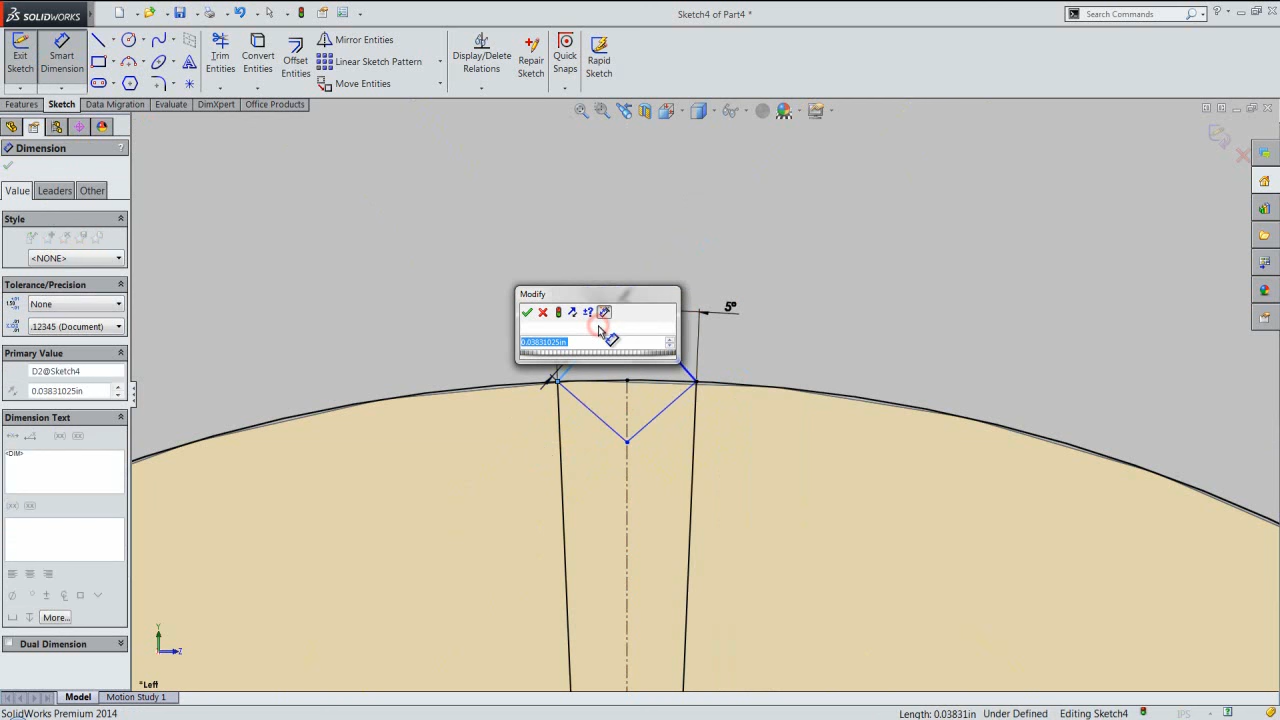 SOLIDWORKS
Sketch4 of Part4 *
Search Commands
Exit Sketch
Smart Dimension
Trim Entities
Convert Entities
Offset Entities
Mirror Entities
Linear Sketch Pattern
Move Entities
Display/Delete Relations
Repair Sketch
Quick Snaps
Rapid Sketch
Features
Sketch
Data Migration
Evaluate
DimXpert
Office Products
Dimension
?
Value
Leaders
Other
Style
<NONE>
Tolerance/Precision
None
.12345 (Document)
Primary Value
D2@Sketch4
0.03831025in
Dimension Text
<DIM>
More...
Dual Dimension
Modify
±?
0.03831025in
5°
Y
Z
*Left
Model
Motion Study 1
SolidWorks Premium 2014
Length: 0.03831in
Under Defined
Editing Sketch4
IPS